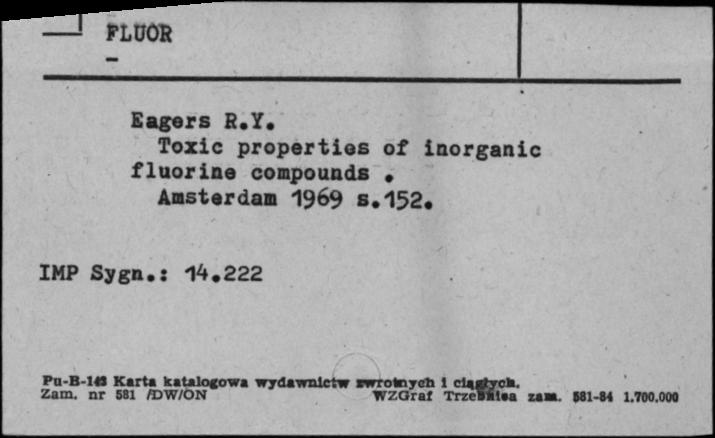 FLUOR
-
Eagers R.Y.
Toxic properties of inorganic
fluorine compounds .
Amsterdam 1969 s.152.
IMP Sygn.: 14.222
Pu-B-143 Karta katalogowa wydawnictw zwrotnych i ciągłych.
Zam. nr 581 /DW/ON
WZGraf Trzebnica zam. 581-84 1.700.000